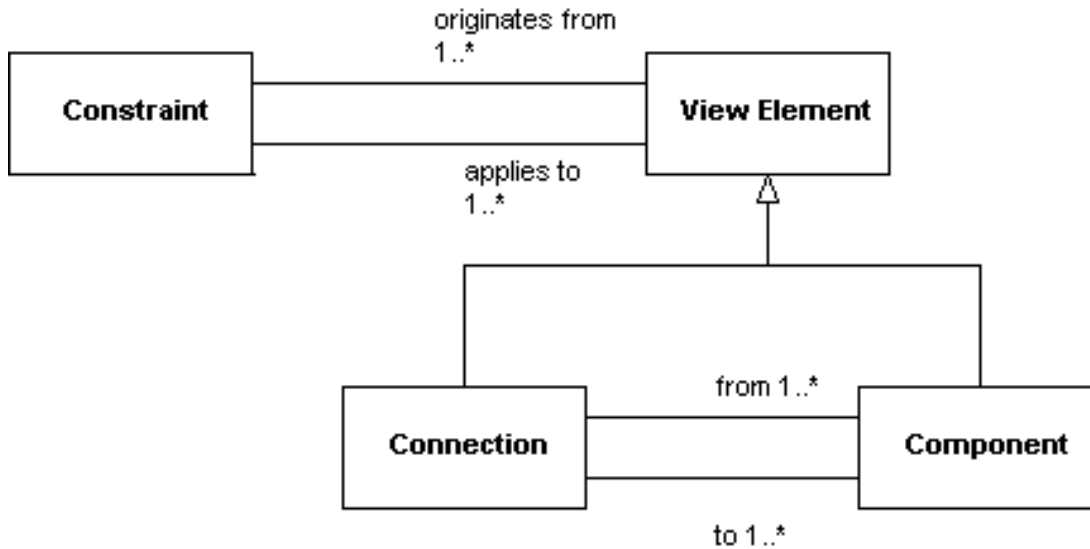 originates from
1..*
Constraint
View Element
applies to
1..*
from 1..*
Connection
Component
to 1..*